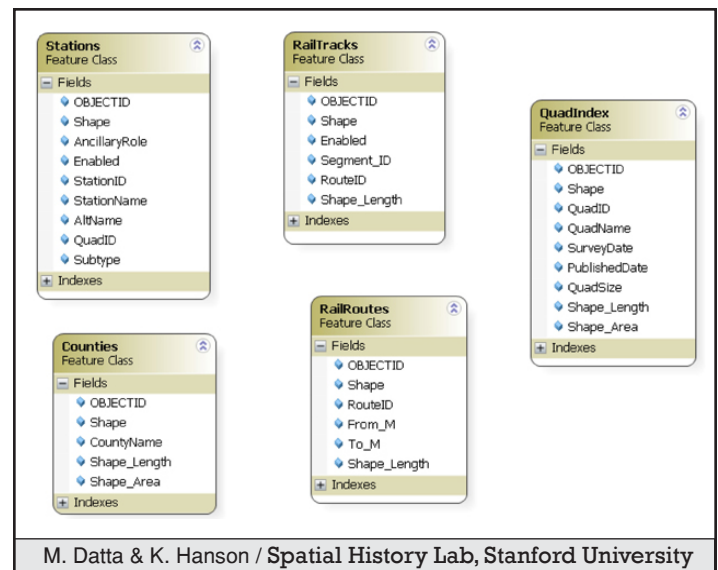 Stations
Feature Class
Fields
OBJECTID
Shape
AncillaryRole
Enabled
StationID
StationName
AltName
QuadID
Subtype
Indexes
RailTracks
Feature Class
Fields
OBJECTID
Shape
Enabled
Segment_ID
RouteID
Shape_Length
Indexes
QuadIndex
Feature Class
Fields
OBJECTID
Shape
QuadID
QuadName
SurveyDate
PublishedDate
QuadSize
Shape_Length
Shape_Area
Indexes
Counties
Feature Class
Fields
OBJECTID
Shape
CountyName
Shape_Length
Shape_Area
Indexes
RailRoutes
Feature Class
Fields
OBJECTID
Shape
RouteID
From_M
To_M
Shape_Length
Indexes
M. Datta & K. Hanson / Spatial History Lab, Stanford University